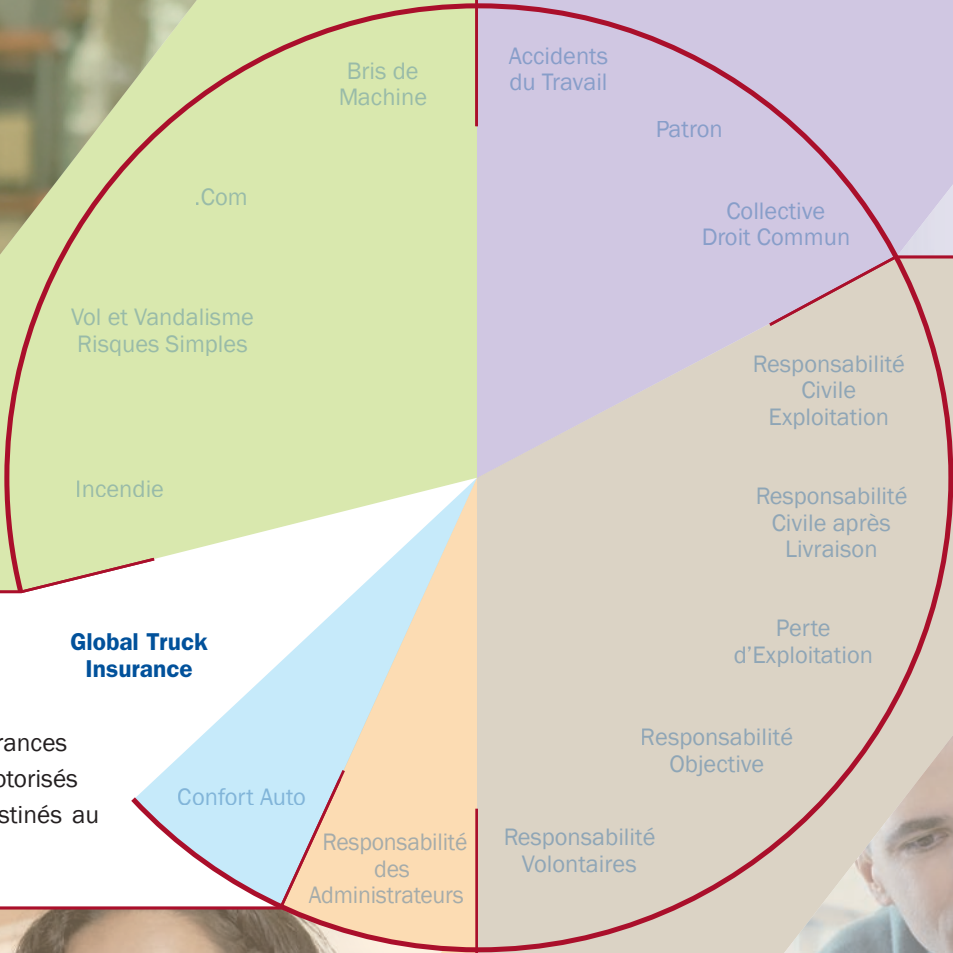 Bris de
Machine
Accidents
du Travail
Patron
.Com
Collective
Droit Commun
Vol et Vandalisme
Risques Simples
Responsabilité
Civile
Exploitation
Incendie
Responsabilité
Civile après
Livraison
Global Truck
Insurance
Perte
d'Exploitation
Responsabilité
Objective
Confort Auto
Responsabilité
des
Administrateurs
Responsabilité
Volontaires
au